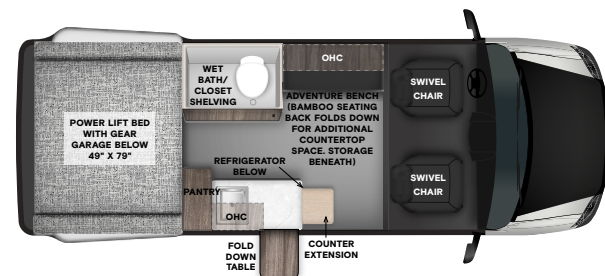 POWER LIFT BED
WITH GEAR
GARAGE BELOW
49" X 79"
WET
BATH/
CLOSET
SHELVING
OHC
ADVENTURE BENCH
(BAMBOO SEATING
BACK FOLDS DOWN
FOR ADDITIONAL
COUNTERTOP
SPACE. STORAGE
BENEATH)
SWIVEL
CHAIR
SWIVEL
CHAIR
REFRIGERATOR
BELOW
PANTRY
OHC
FOLD
DOWN
TABLE
COUNTER
EXTENSION